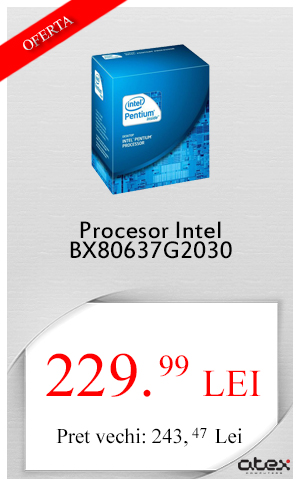 OFERTA
intel
Pentium
inside
INTEL® PENTIUM®
PROCESSOR
Procesor Intel
BX80637G2030
229.99 LEI
Pret vechi: 243,47 Lei
atex
COMPUTERS